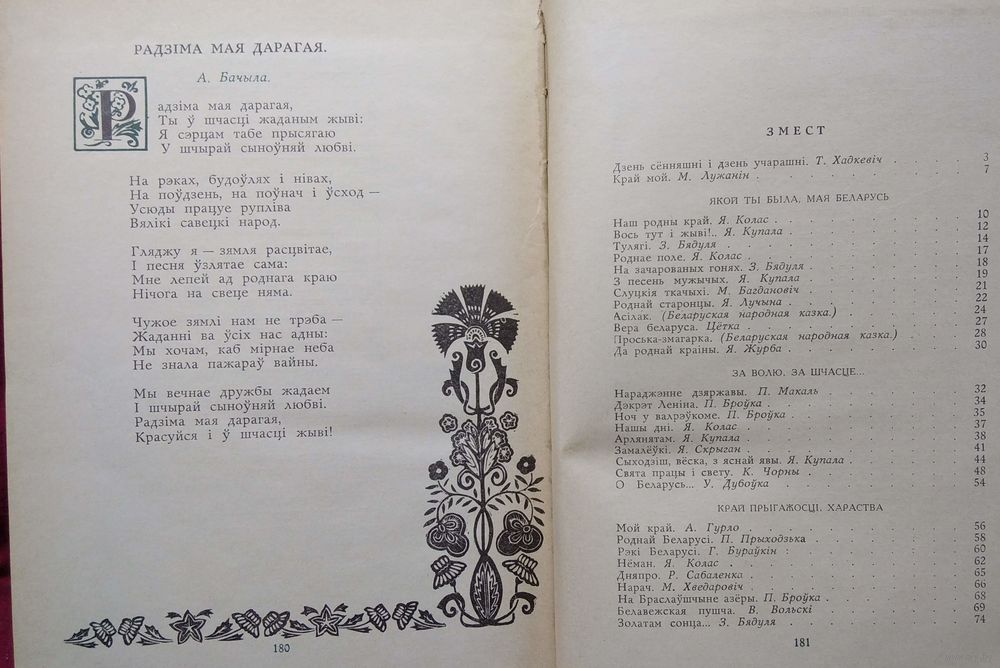 РАДЗІМА МАЯ ДАРАГАЯ.
А. Бачыла.
Радзіма мая дарагая,
Ты ў шчасці жаданым жыві:
Я сэрцам табе прысягаю
У шчырай сыноўняй любві.
На рэках, будоўлях і нівах,
На поўдзень, на поўнач і ўсход —
Усюды працуе рупліва
Вялікі савецкі народ.
Гляджу я — зямля расцвітае,
І песня ўзлятае сама:
Мне лепей ад роднага краю
Нічога на свеце няма.
Чужое зямлі нам не трэба —
Жаданні ва ўсіх нас адны:
Мы хочам, каб мірнае неба
Не знала пажараў вайны.
Мы вечнае дружбы жадаем
І шчырай сыноўняй любві.
Радзіма мая дарагая,
Красуйся і ў шчасці жыві!
180
ЗМЕСТ
Дзень сённяшні і дзень учарашні. Т. Хадкевіч . . . . 3
Край мой. М. Лужанін . . . . . . . . 7
ЯКОЙ ТЫ БЫЛА, МАЯ БЕЛАРУСЬ
Наш родны край. Я. Колас . . . . . . . 10
Вось тут і жыві!.. Я. Купала . . . . . . . 12
Тулягі. З. Бядуля . . . . . . . . 14
Роднае поле. Я. Колас . . . . . . . . 17
На зачарованых гонях. З. Бядуля . . . . . . 18
З песень мужычых. Я. Купала . . . . . . 19
Слуцкія ткачыхі. М. Багдановіч . . . . . . 21
Роднай старонцы. Я. Лучына . . . . . . . 22
Асілак. (Беларуская народная казка.) . . . . . 24
Вера беларуса. Цётка . . . . . . . . 27
Проська-змагарка. (Беларуская народная казка.) . . . 28
Да роднай краіны. Я. Журба . . . . . . . 30
ЗА ВОЛЮ, ЗА ШЧАСЦЕ...
Нараджэнне дзяржавы. П. Макаль . . . . . . 32
Дэкрэт Леніна. П. Броўка . . . . . . . 34
Ноч у валрэўкоме. П. Броўка . . . . . . . 35
Нашы дні. Я. Колас . . . . . . . . 37
Арлянятам. Я. Купала . . . . . . . . 38
Замалёўкі. Я. Скрыган . . . . . . . . 41
Сыходзіш, вёска, з яснай явы. Я. Купала . . . . . 44
Свята працы і свету. К. Чорны . . . . . . 48
О Беларусь... У. Дубоўка . . . . . . . 54
КРАЙ ПРЫГАЖОСЦІ, ХАРАСТВА
Мой край. А. Гурло . . . . . . . . 56
Роднай Беларусі. П. Прыходзька . . . . . . 58
Рэкі Беларусі. Г. Бураўкін . . . . . . . 60
Нёман. Я. Колас . . . . . . . . 62
Дняпро. Р. Сабаленка . . . . . . . . 65
Нарач. М. Хведаровіч . . . . . . . . 66
На Браслаўшчыне азёры. П. Броўка . . . . . . 68
Белавежская пушча. В. Вольскі . . . . . . 69
Золатам сонца... З. Бядуля . . . . . . . 74
181